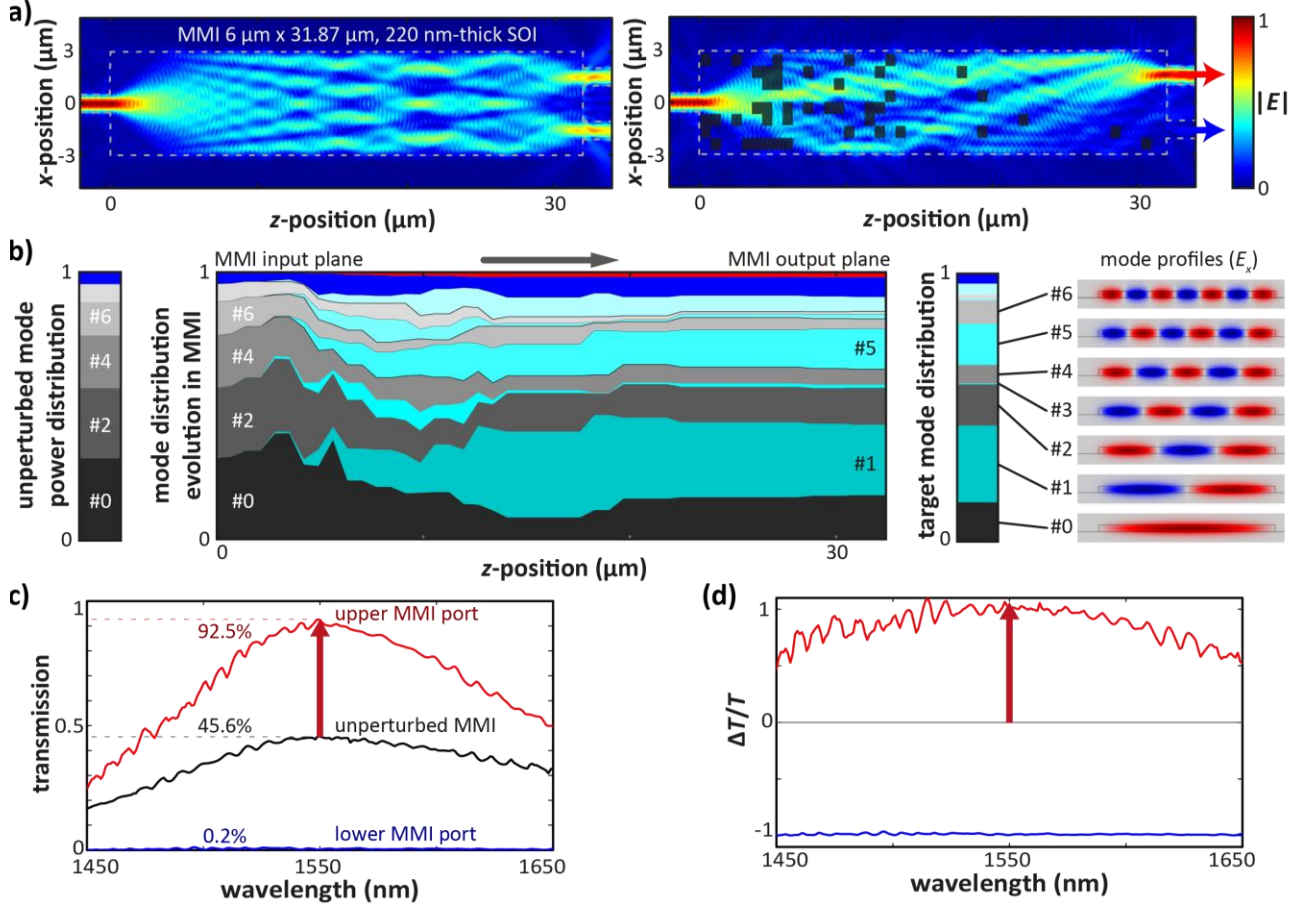 a)
MMI 6 µm x 31.87 µm, 220 nm-thick SOI
x-position (µm)
3
0
-3
0
30
z-position (µm)
x-position (µm)
3
0
-3
0
30
z-position (µm)
1
|E|
0
b)
unperturbed mode
power distribution
1
0
#6
#4
#2
#0
MMI input plane
MMI output plane
mode distribution
evolution in MMI
1
0
#6
#4
#2
#0
#5
#1
0
30
z-position (µm)
target mode distribution
1
0
mode profiles (Ex)
#6
#5
#4
#3
#2
#1
#0
c)
transmission
1
0.5
0
92.5%
upper MMI port
45.6%
unperturbed MMI
0.2%
lower MMI port
1450
1550
1650
wavelength (nm)
(d)
ΔT/T
1
0
-1
1450
1550
1650
wavelength (nm)